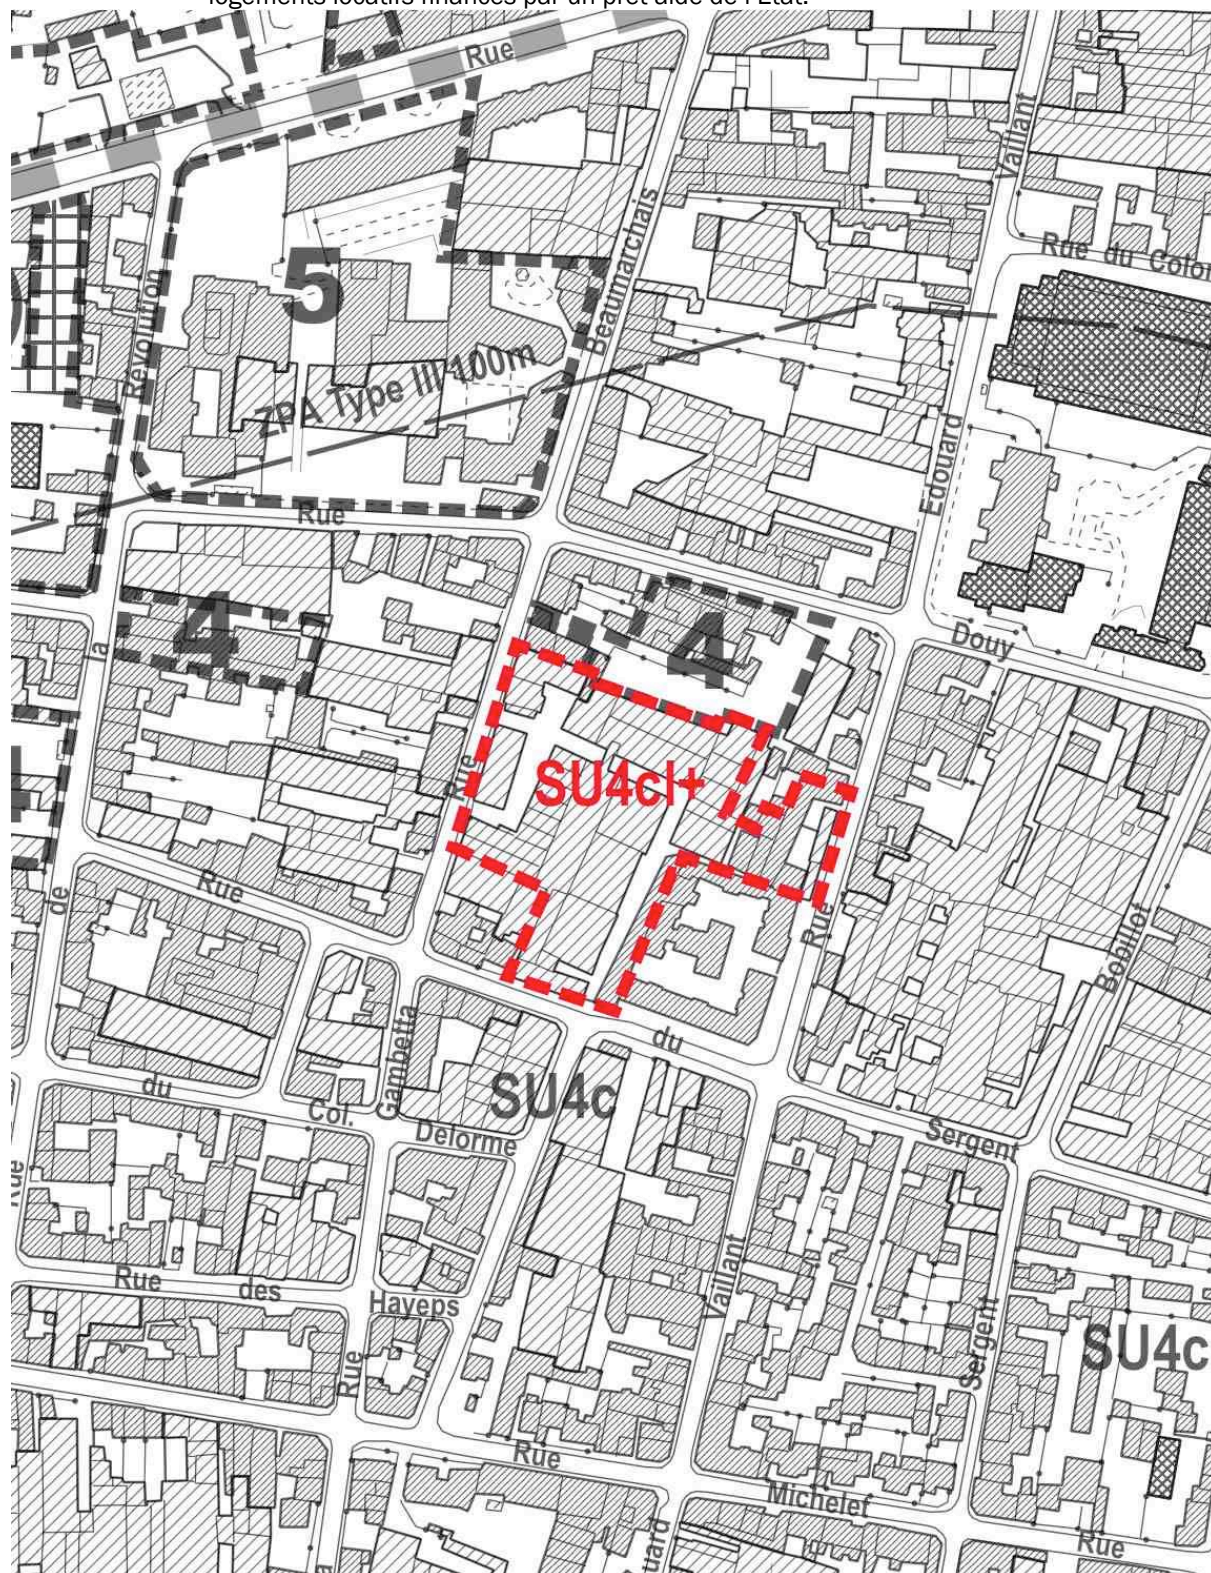 logements locatifs financés par un prêt aidé de l'Etat.
Rue
Vaillant
Beaumarchais
Rue du Colon
5
Révolution
ZPA Type III 100m
Edouard
Rue
4
4
Douy
la
SU4cl+
Rue
de
Rue
Rue
Bobillot
Gambetta
du
SU4c
du
Col.
Delorme
Sergent
Rue
Vaillant
Rue
des
Hayeps
SU4c
Sergent
Rue
Rue
Michelet
Rue